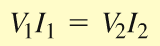 V₁I₁ = V₂I₂